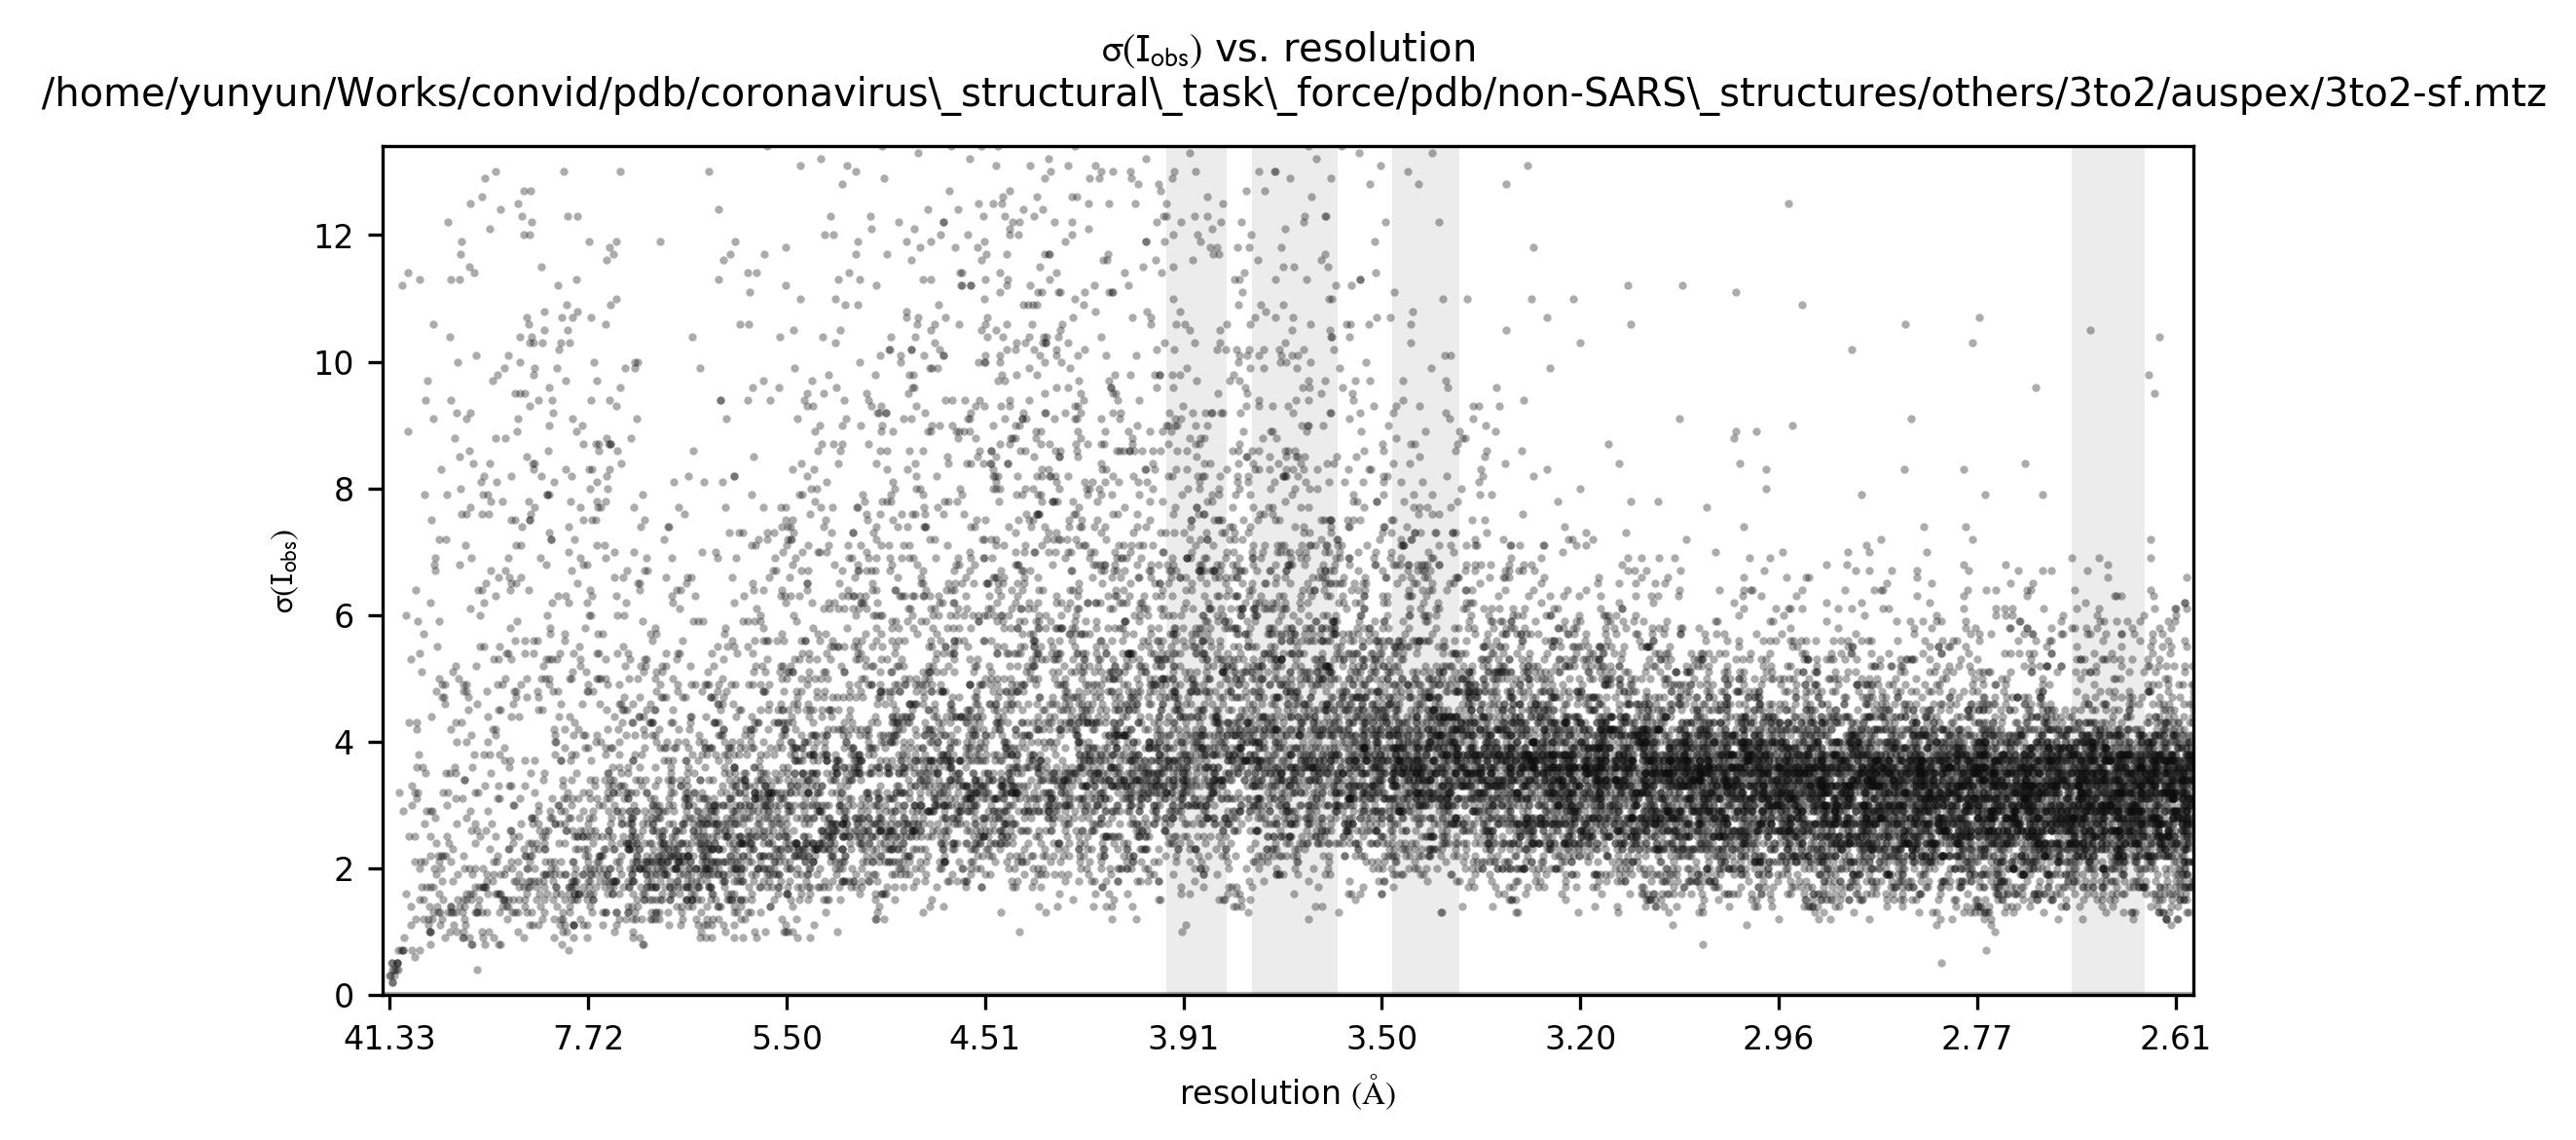 σ(I_obs) vs. resolution
/home/yunyun/Works/convid/pdb/coronavirus\_structural\_task\_force/pdb/non-SARS\_structures/others/3to2/auspex/3to2-sf.mtz
12
10
8
6
4
2
0
σ(I_obs)
41.33 7.72 5.50 4.51 3.91 3.50 3.20 2.96 2.77 2.61
resolution (Å)